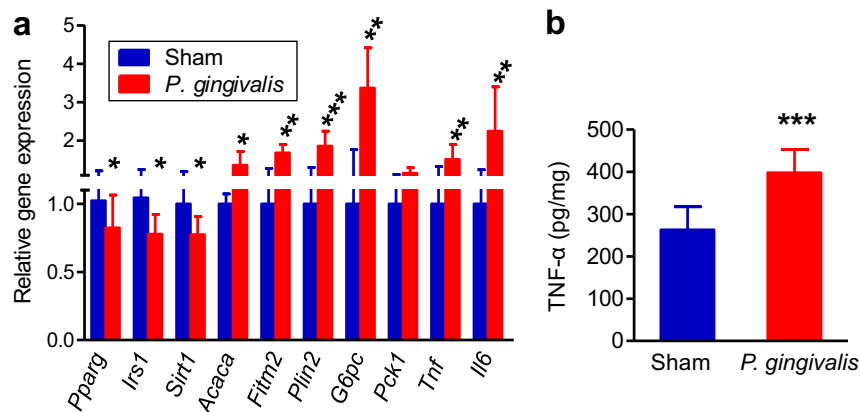 a
Relative gene expression
5
4
3
2
1.0
0.5
0.0
Sham
P. gingivalis
*
*
*
*
**
***
**
**
**
Pparg
Irs1
Sirt1
Acaca
Fitm2
Plin2
G6pc
Pck1
Tnf
Il6
b
TNF-α (pg/mg)
500
400
300
200
100
0
***
Sham
P. gingivalis